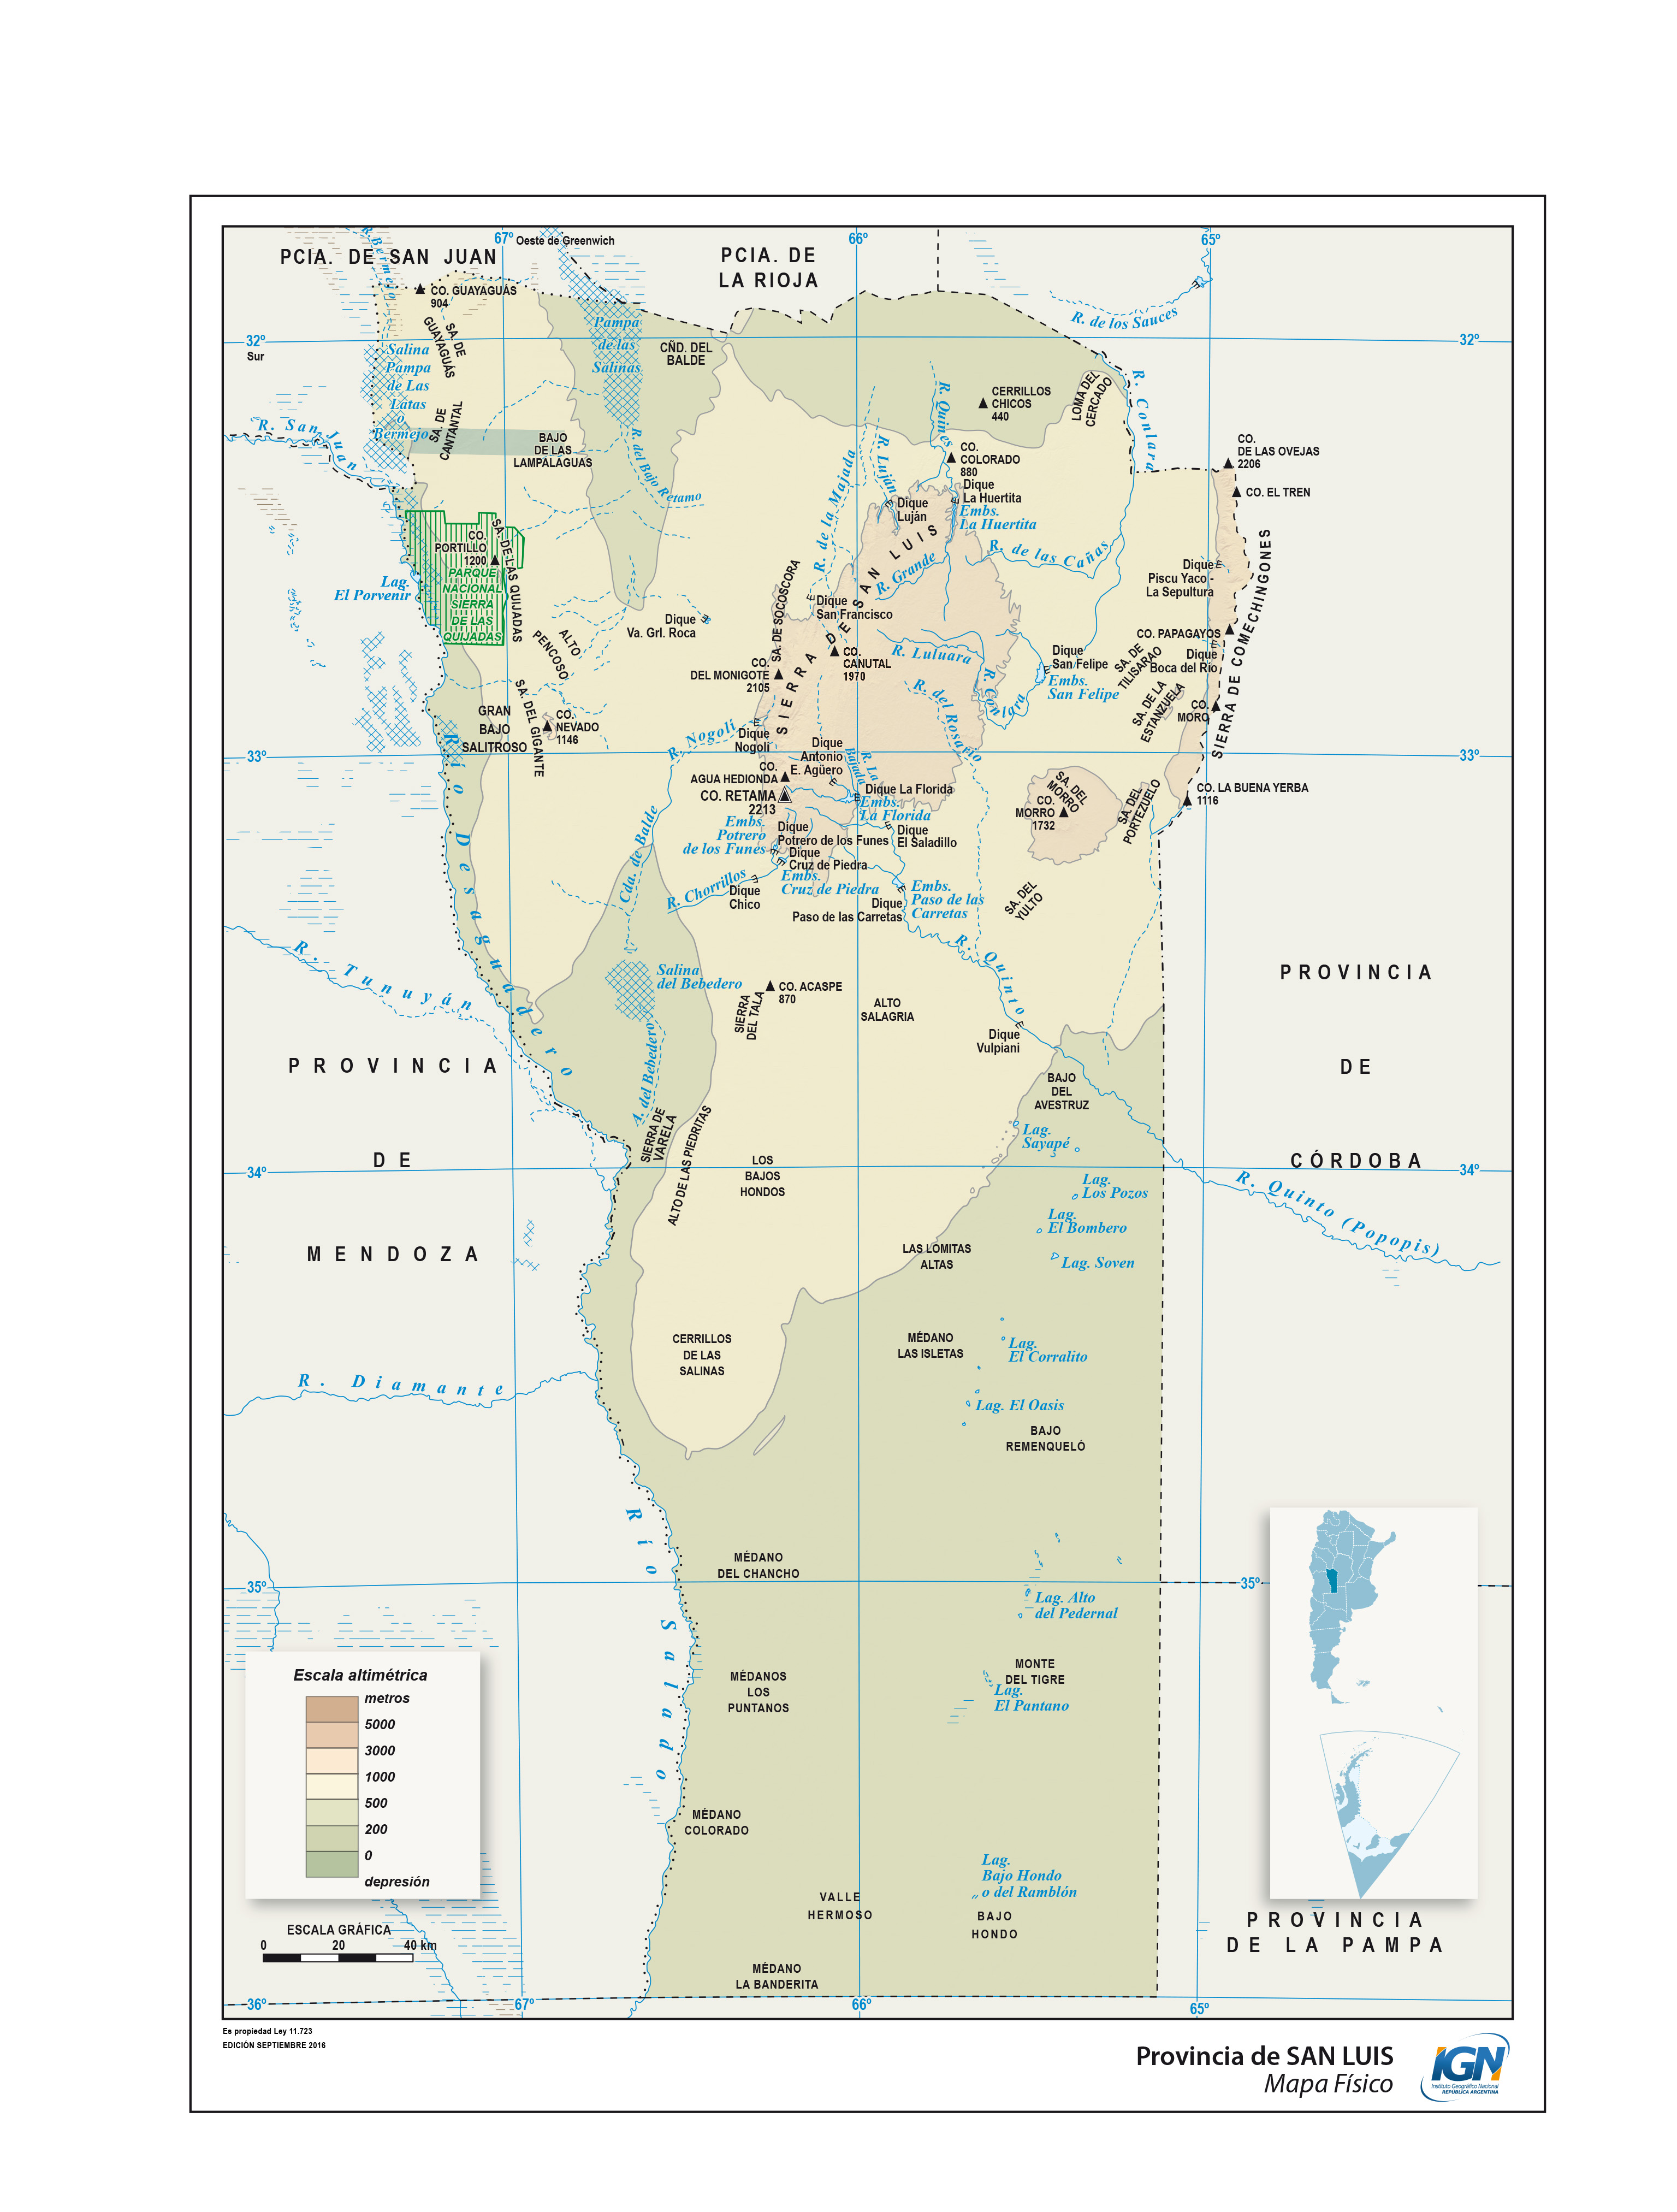 67º
Oeste de Greenwich
66º
65º
PCIA. DE SAN JUAN
PCIA. DE
LA RIOJA
R. Bermejo
CO. GUAYAGUÁS
904
SA. DE
GUAYAGUÁS
R. de los Sauces
32º
Sur
32º
Pampa
de las
Salinas
CÑD. DEL
BALDE
Salina
Pampa
de Las
Latas
o
Bermejo
SA. DE
CANTANTAL
CERRILLOS
CHICOS
440
LOMA DEL
CERCADO
R. Conlara
R. San Juan
BAJO
DE LAS
LAMPALAGUAS
R. del Bajo Retamo
R. Quines
R. Luján
R. de la Majada
CO.
COLORADO
880
CO.
DE LAS OVEJAS
2206
CO. EL TREN
Dique
La Huertita
Embs.
La Huertita
Dique
Luján
CO.
PORTILLO
1200
SA. DE LAS QUIJADAS
PARQUE
NACIONAL
SIERRA
DE LAS
QUIJADAS
Lag.
El Porvenir
SIERRA DE SAN LUIS
R. Grande
R. de las Cañas
Dique
Piscu Yaco -
La Sepultura
SIERRA DE COMECHINGONES
SA. DE SOCOSCORA
Dique
San Francisco
Dique
Va. Grl. Roca
ALTO
PENCOSO
CO. PAPAGAYOS
CO.
CANUTAL
1970
R. Luluara
Dique
San Felipe
Embs.
San Felipe
SA. DE
TILISARAO
Dique
Boca del Río
CO.
DEL MONIGOTE
2105
R. Conlara
R. del Rosario
SA. DE LA
ESTANZUELA
CO.
MORO
GRAN
BAJO
SALITROSO
SA. DEL GIGANTE
CO.
NEVADO
1146
R. Nogolí
Dique
Nogolí
Dique
Antonio
E. Agüero
R. La
Bajada
33º
33º
CO.
AGUA HEDIONDA
CO. RETAMA
2213
Dique La Florida
Embs.
La Florida
SA. DEL
MORRO
CO.
MORRO
1732
SA. DEL
PORTEZUELO
CO. LA BUENA YERBA
1116
Embs.
Potrero
de los Funes
Dique
Potrero de los Funes
Dique
El Saladillo
Dique
Cruz de Piedra
Embs.
Cruz de Piedra
Cda. de Balde
R. Chorrillos
Dique
Chico
Embs.
Paso de las
Carretas
Dique
Paso de las Carretas
SA. DEL
YULTO
Río Desaguadero
R. Tunuyán
R. Quinto
Salina
del Bebedero
CO. ACASPE
870
SIERRA
DEL TALA
ALTO
SALAGRIA
PROVINCIA
Dique
Vulpiani
A. del Bebedero
PROVINCIA
DE
BAJO
DEL
AVESTRUZ
Lag.
Sayapé
SIERRA DE
VARELA
ALTO DE LAS PIEDRITAS
DE
LOS
BAJOS
HONDOS
CÓRDOBA
34º
34º
Lag.
Los Pozos
R. Quinto (Popopis)
Lag.
El Bombero
MENDOZA
LAS LOMITAS
ALTAS
Lag. Soven
CERRILLOS
DE LAS
SALINAS
MÉDANO
LAS ISLETAS
Lag.
El Corralito
R. Diamante
Lag. El Oasis
BAJO
REMENQUELÓ
Río Salado
MÉDANO
DEL CHANCHO
35º
35º
Lag. Alto
del Pedernal
MÉDANOS
LOS
PUNTANOS
MONTE
DEL TIGRE
Lag.
El Pantano
Escala altimétrica
metros
5000
3000
1000
500
200
0
depresión
MÉDANO
COLORADO
Lag.
Bajo Hondo
o del Ramblón
VALLE
HERMOSO
BAJO
HONDO
PROVINCIA
DE LA PAMPA
ESCALA GRÁFICA
0 20 40 km
MÉDANO
LA BANDERITA
36º
67º
66º
65º
Es propiedad Ley 11.723
EDICIÓN SEPTIEMBRE 2016
Provincia de SAN LUIS
Mapa Físico
IGN
Instituto Geográfico Nacional
REPÚBLICA ARGENTINA